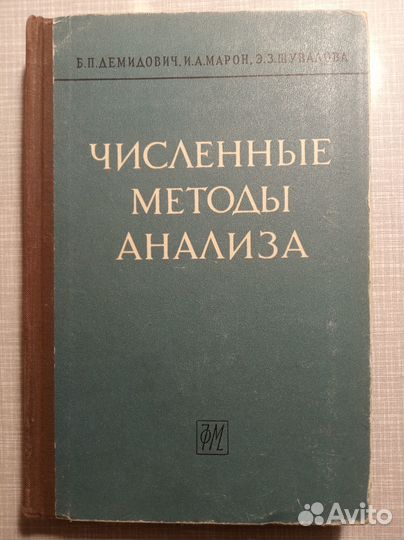 Б.П.ДЕМИДОВИЧ, И.А.МАРОН, Э.З.ШУВАЛОВА
ЧИСЛЕННЫЕ
МЕТОДЫ
АНАЛИЗА
ФМ
Avito